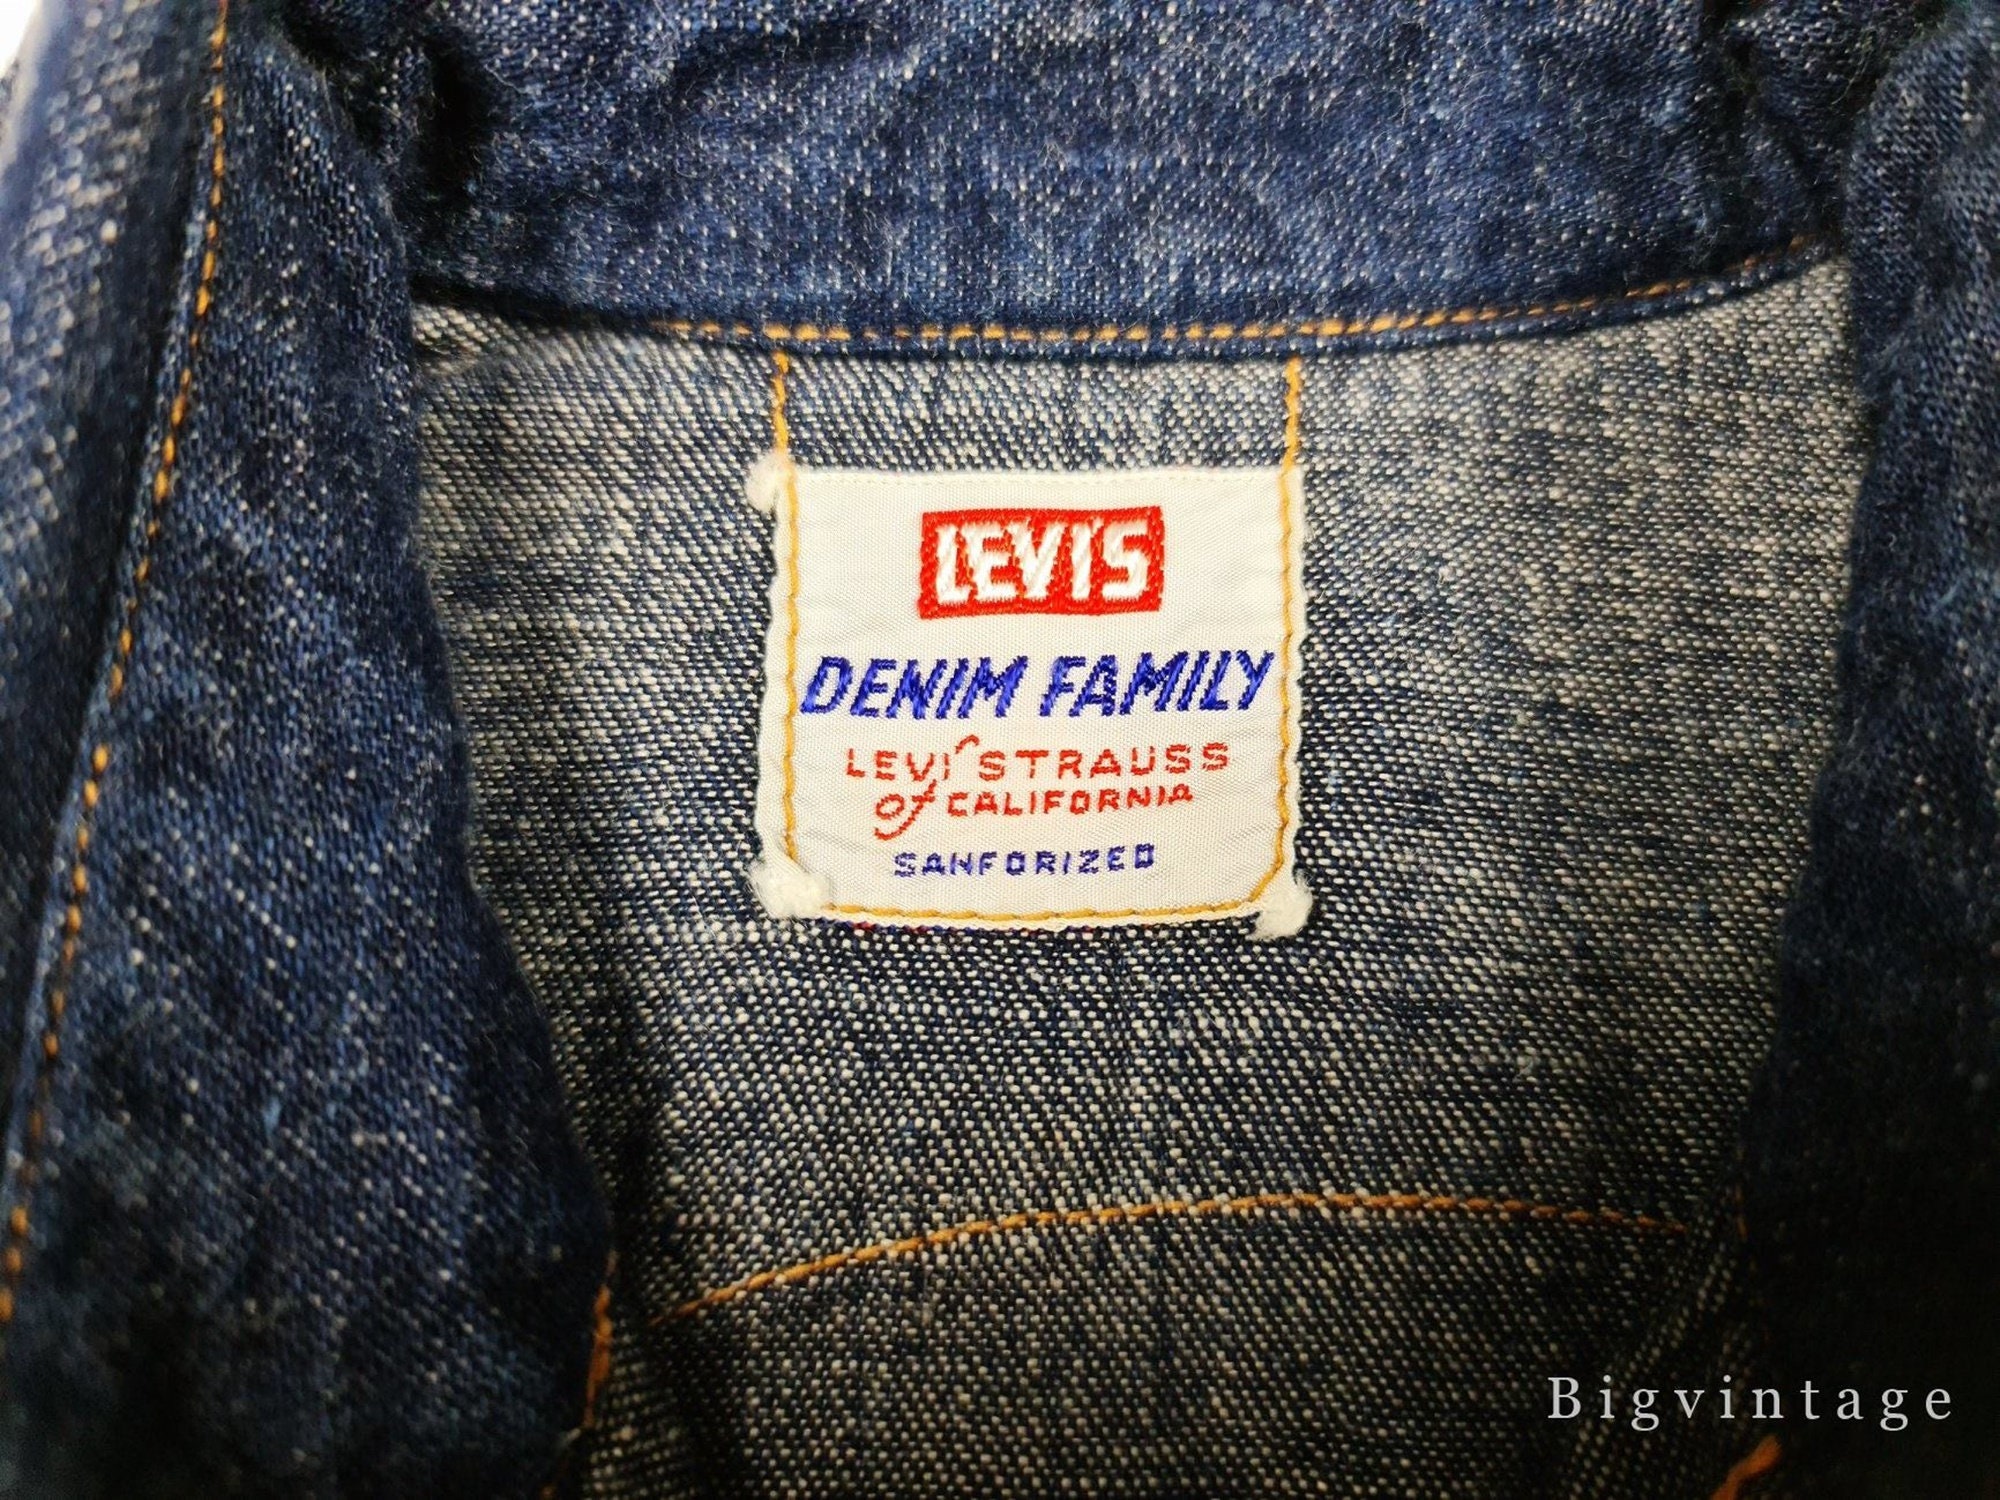 LEVI'S
DENIM FAMILY
LEVI STRAUSS
of CALIFORNIA
SANFORIZED
Bigvintage